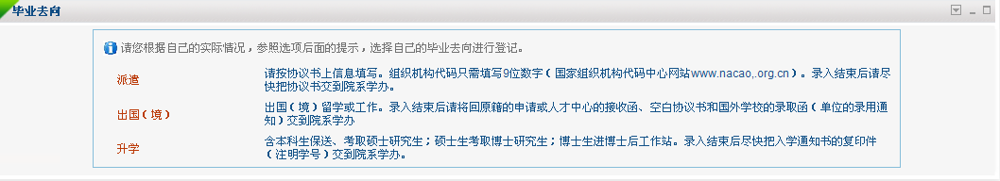 毕业去向
请您根据自己的实际情况，参照选项后面的提示，选择自己的毕业去向进行登记。
派遣
请按协议书上信息填写。组织机构代码只需填写9位数字（国家组织机构代码中心网站www.nacao,.org.cn）。录入结束后请尽
快把协议书交到院系学办。
出国（境）
出国（境）留学或工作。录入结束后请将回原籍的申请或人才中心的接收函、空白协议书和国外学校的录取函（单位的录用通
知）交到院系学办
升学
含本科生保送、考取硕士研究生；硕士生考取博士研究生；博士生进博士后工作站。录入结束后尽快把入学通知书的复印件
（注明学号）交到院系学办。